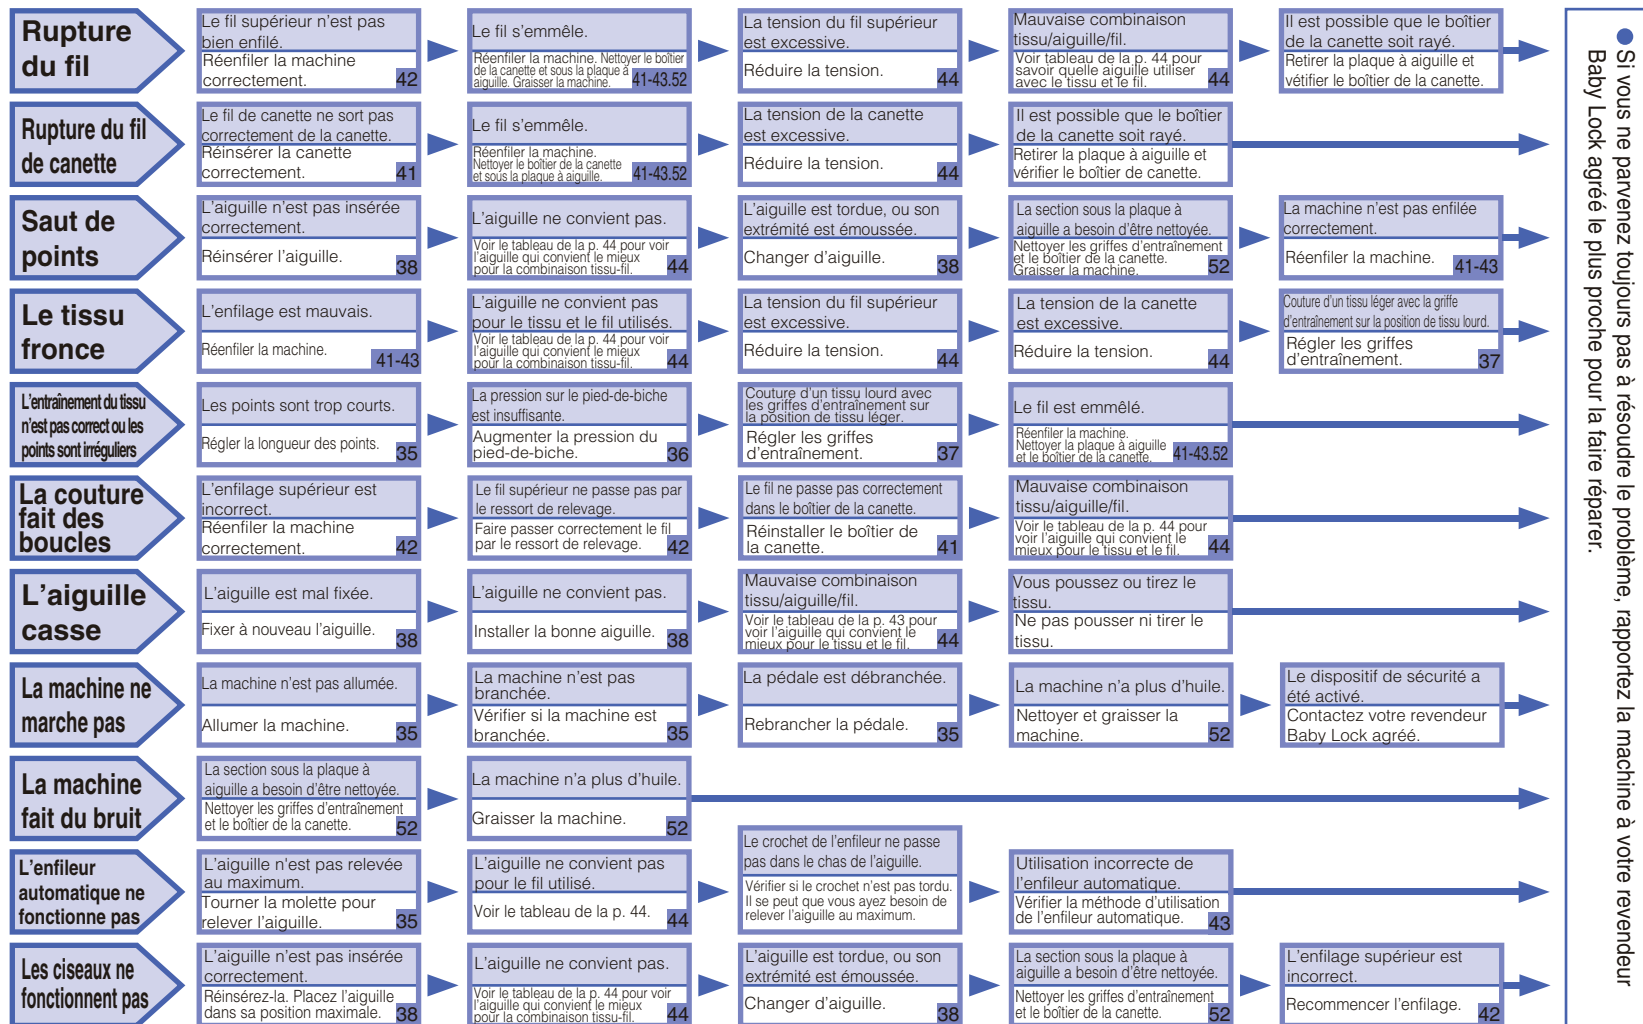 Rupture
du fil
Le fil supérieur n'est pas
bien enfilé.
Réenfiler la machine
correctement.
42
Le fil s'emmêle.
Réenfiler la machine. Nettoyer le boîtier
de la canette et sous la plaque à
aiguille. Graisser la machine.
41-43.52
La tension du fil supérieur
est excessive.
Réduire la tension.
44
Mauvaise combinaison
tissu/aiguille/fil.
Voir tableau de la p. 44 pour
savoir quelle aiguille utiliser
avec le tissu et le fil.
44
Il est possible que le boîtier
de la canette soit rayé.
Retirer la plaque à aiguille et
vétifier le boîtier de la canette.
Rupture du fil
de canette
Le fil de canette ne sort pas
correctement de la canette.
Réinsérer la canette
correctement.
41
Le fil s'emmêle.
Réenfiler la machine.
Nettoyer le boîtier de la canette
et sous la plaque à aiguille.
41-43.52
La tension de la canette
est excessive.
Réduire la tension.
44
Il est possible que le boîtier
de la canette soit rayé.
Retirer la plaque à aiguille et
vérifier le boîtier de canette.
Saut de
points
L'aiguille n'est pas insérée
correctement.
Réinsérer l'aiguille.
38
L'aiguille ne convient pas.
Voir le tableau de la p. 44 pour voir
l'aiguille qui convient le mieux
pour la combinaison tissu-fil.
44
L'aiguille est tordue, ou son
extrémité est émoussée.
Changer d'aiguille.
38
La section sous la plaque à
aiguille a besoin d'être nettoyée.
Nettoyer les griffes d'entraînement
et le boîtier de la canette.
Graisser la machine.
52
La machine n'est pas enfilée
correctement.
Réenfiler la machine.
41-43
Le tissu
fronce
L'enfilage est mauvais.
Réenfiler la machine.
41-43
L'aiguille ne convient pas
pour le tissu et le fil utilisés.
Voir le tableau de la p. 44 pour voir
l'aiguille qui convient le mieux
pour la combinaison tissu-fil.
44
La tension du fil supérieur
est excessive.
Réduire la tension.
44
La tension de la canette
est excessive.
Réduire la tension.
44
Couture d'un tissu léger avec la griffe
d'entraînement sur la position de tissu lourd.
Régler les griffes
d'entraînement.
37
L'entraînement du tissu
n'est pas correct ou les
points sont irréguliers
Les points sont trop courts.
Régler la longueur des points.
35
La pression sur le pied-de-biche
est insuffisante.
Augmenter la pression du
pied-de-biche.
36
Couture d'un tissu lourd avec
les griffes d'entraînement sur
la position de tissu léger.
Régler les griffes
d'entraînement.
37
Le fil est emmêlé.
Réenfiler la machine.
Nettoyer la plaque à aiguille
et le boîtier de la canette.
41-43.52
La couture
fait des
boucles
L'enfilage supérieur est
incorrect.
Réenfiler la machine
correctement.
42
Le fil supérieur ne passe pas par
le ressort de relevage.
Faire passer correctement le fil
par le ressort de relevage.
42
Le fil ne passe pas correctement
dans le boîtier de la canette.
Réinstaller le boîtier de
la canette.
41
Mauvaise combinaison
tissu/aiguille/fil.
Voir le tableau de la p. 44 pour
voir l'aiguille qui convient le
mieux pour le tissu et le fil.
44
L'aiguille
casse
L'aiguille est mal fixée.
Fixer à nouveau l'aiguille.
38
L'aiguille ne convient pas.
Installer la bonne aiguille.
38
Mauvaise combinaison
tissu/aiguille/fil.
Voir le tableau de la p. 43 pour
voir l'aiguille qui convient le
mieux pour le tissu et le fil.
44
Vous poussez ou tirez le
tissu.
Ne pas pousser ni tirer le
tissu.
La machine ne
marche pas
La machine n'est pas allumée.
Allumer la machine.
35
La machine n'est pas
branchée.
Vérifier si la machine est
branchée.
35
La pédale est débranchée.
Rebrancher la pédale.
35
La machine n'a plus d'huile.
Nettoyer et graisser la
machine.
52
Le dispositif de sécurité a
été activé.
Contactez votre revendeur
Baby Lock agréé.
La machine
fait du bruit
La section sous la plaque à
aiguille a besoin d'être nettoyée.
Nettoyer les griffes d'entraînement
et le boîtier de la canette.
52
La machine n'a plus d'huile.
Graisser la machine.
52
L'enfileur
automatique ne
fonctionne pas
L'aiguille n'est pas relevée
au maximum.
Tourner la molette pour
relever l'aiguille.
35
L'aiguille ne convient pas
pour le fil utilisé.
Voir le tableau de la p. 44.
44
Le crochet de l'enfileur ne passe
pas dans le chas de l'aiguille.
Vérifier si le crochet n'est pas tordu.
Il se peut que vous ayez besoin de
relever l'aiguille au maximum.
Utilisation incorrecte de
l'enfileur automatique.
Vérifier la méthode d'utilisation
de l'enfileur automatique.
43
Les ciseaux ne
fonctionnent pas
L'aiguille n'est pas insérée
correctement.
Réinsérez-la. Placez l'aiguille
dans sa position maximale.
38
L'aiguille ne convient pas.
Voir le tableau de la p. 44 pour voir
l'aiguille qui convient le mieux
pour la combinaison tissu-fil.
44
L'aiguille est tordue, ou son
extrémité est émoussée.
Changer d'aiguille.
38
La section sous la plaque à
aiguille a besoin d'être nettoyée.
Nettoyer les griffes d'entraînement
et le boîtier de la canette.
52
L'enfilage supérieur est
incorrect.
Recommencer l'enfilage.
42
● Si vous ne parvenez toujours pas à résoudre le problème, rapportez la machine à votre revendeur
Baby Lock agréé le plus proche pour la faire réparer.